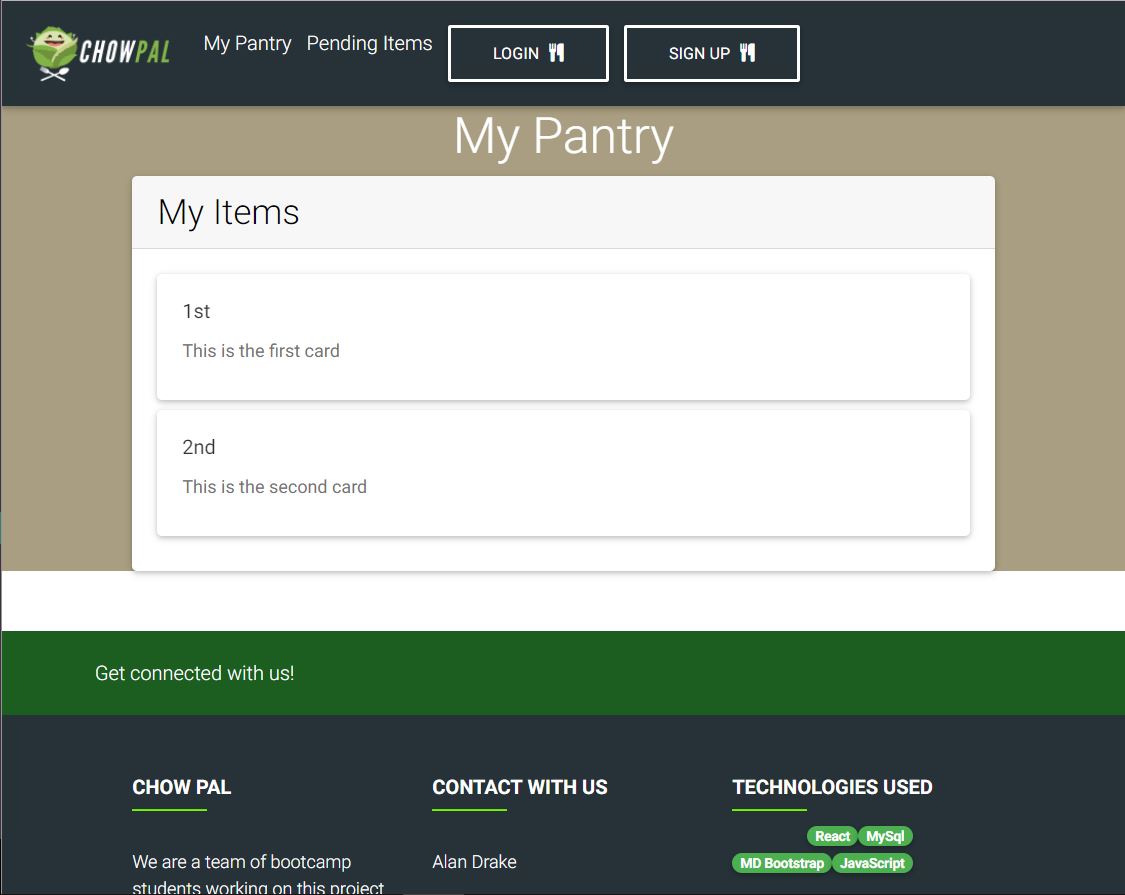 CHOWPAL
My Pantry Pending Items LOGIN SIGN UP
My Pantry
My Items
1st
This is the first card
2nd
This is the second card
Get connected with us!
CHOW PAL
We are a team of bootcamp
students working on this project
CONTACT WITH US
Alan Drake
TECHNOLOGIES USED
React MySql
MD Bootstrap JavaScript